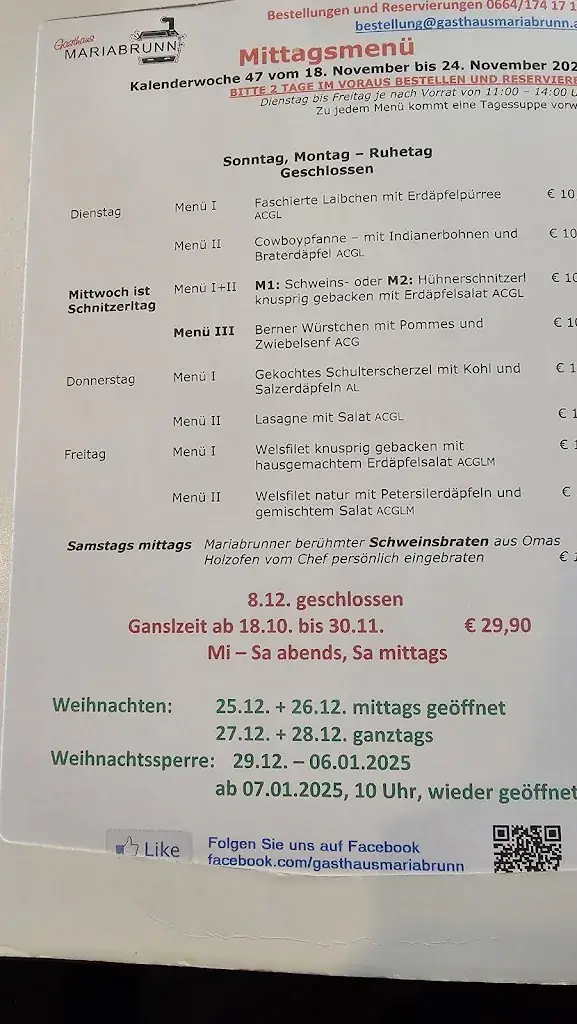 Bestellungen und Reservierungen 0664/174 17 1
bestellung@gasthausmariabrunn.a
Gasthaus
MARIABRUNN
Mittagsmenü
Kalenderwoche 47 vom 18. November bis 24. November 202
BITTE 2 TAGE IM VORAUS BESTELLEN UND RESERVIERE
Dienstag bis Freitag je nach Vorrat von 11:00 – 14:00 U
Zu jedem Menü kommt eine Tagessuppe vorw
Sonntag, Montag – Ruhetag
Geschlossen
Dienstag Menü I Faschierte Laibchen mit Erdäpfelpürree € 10
ACGL
Menü II Cowboypfanne – mit Indianerbohnen und € 10
Braterdäpfel ACGL
Mittwoch ist Menü I+II M1: Schweins- oder M2: Hühnerschnitzerl € 10
Schnitzerltag knusprig gebacken mit Erdäpfelsalat ACGL
Menü III Berner Würstchen mit Pommes und € 10
Zwiebelsenf ACG
Donnerstag Menü I Gekochtes Schulterscherzel mit Kohl und € 1
Salzerdäpfeln AL
Menü II Lasagne mit Salat ACGL € 1
Freitag Menü I Welsfilet knusprig gebacken mit € 1
hausgemachtem Erdäpfelsalat ACGLM
Menü II Welsfilet natur mit Petersilerdäpfeln und €
gemischtem Salat ACGLM
Samstags mittags Mariabrunner berühmter Schweinsbraten aus Omas
Holzofen vom Chef persönlich eingebraten € 1
8.12. geschlossen
Ganslzeit ab 18.10. bis 30.11. € 29,90
Mi – Sa abends, Sa mittags
Weihnachten: 25.12. + 26.12. mittags geöffnet
27.12. + 28.12. ganztags
Weihnachtssperre: 29.12. – 06.01.2025
ab 07.01.2025, 10 Uhr, wieder geöffnet
Like Folgen Sie uns auf Facebook
facebook.com/gasthausmariabrunn